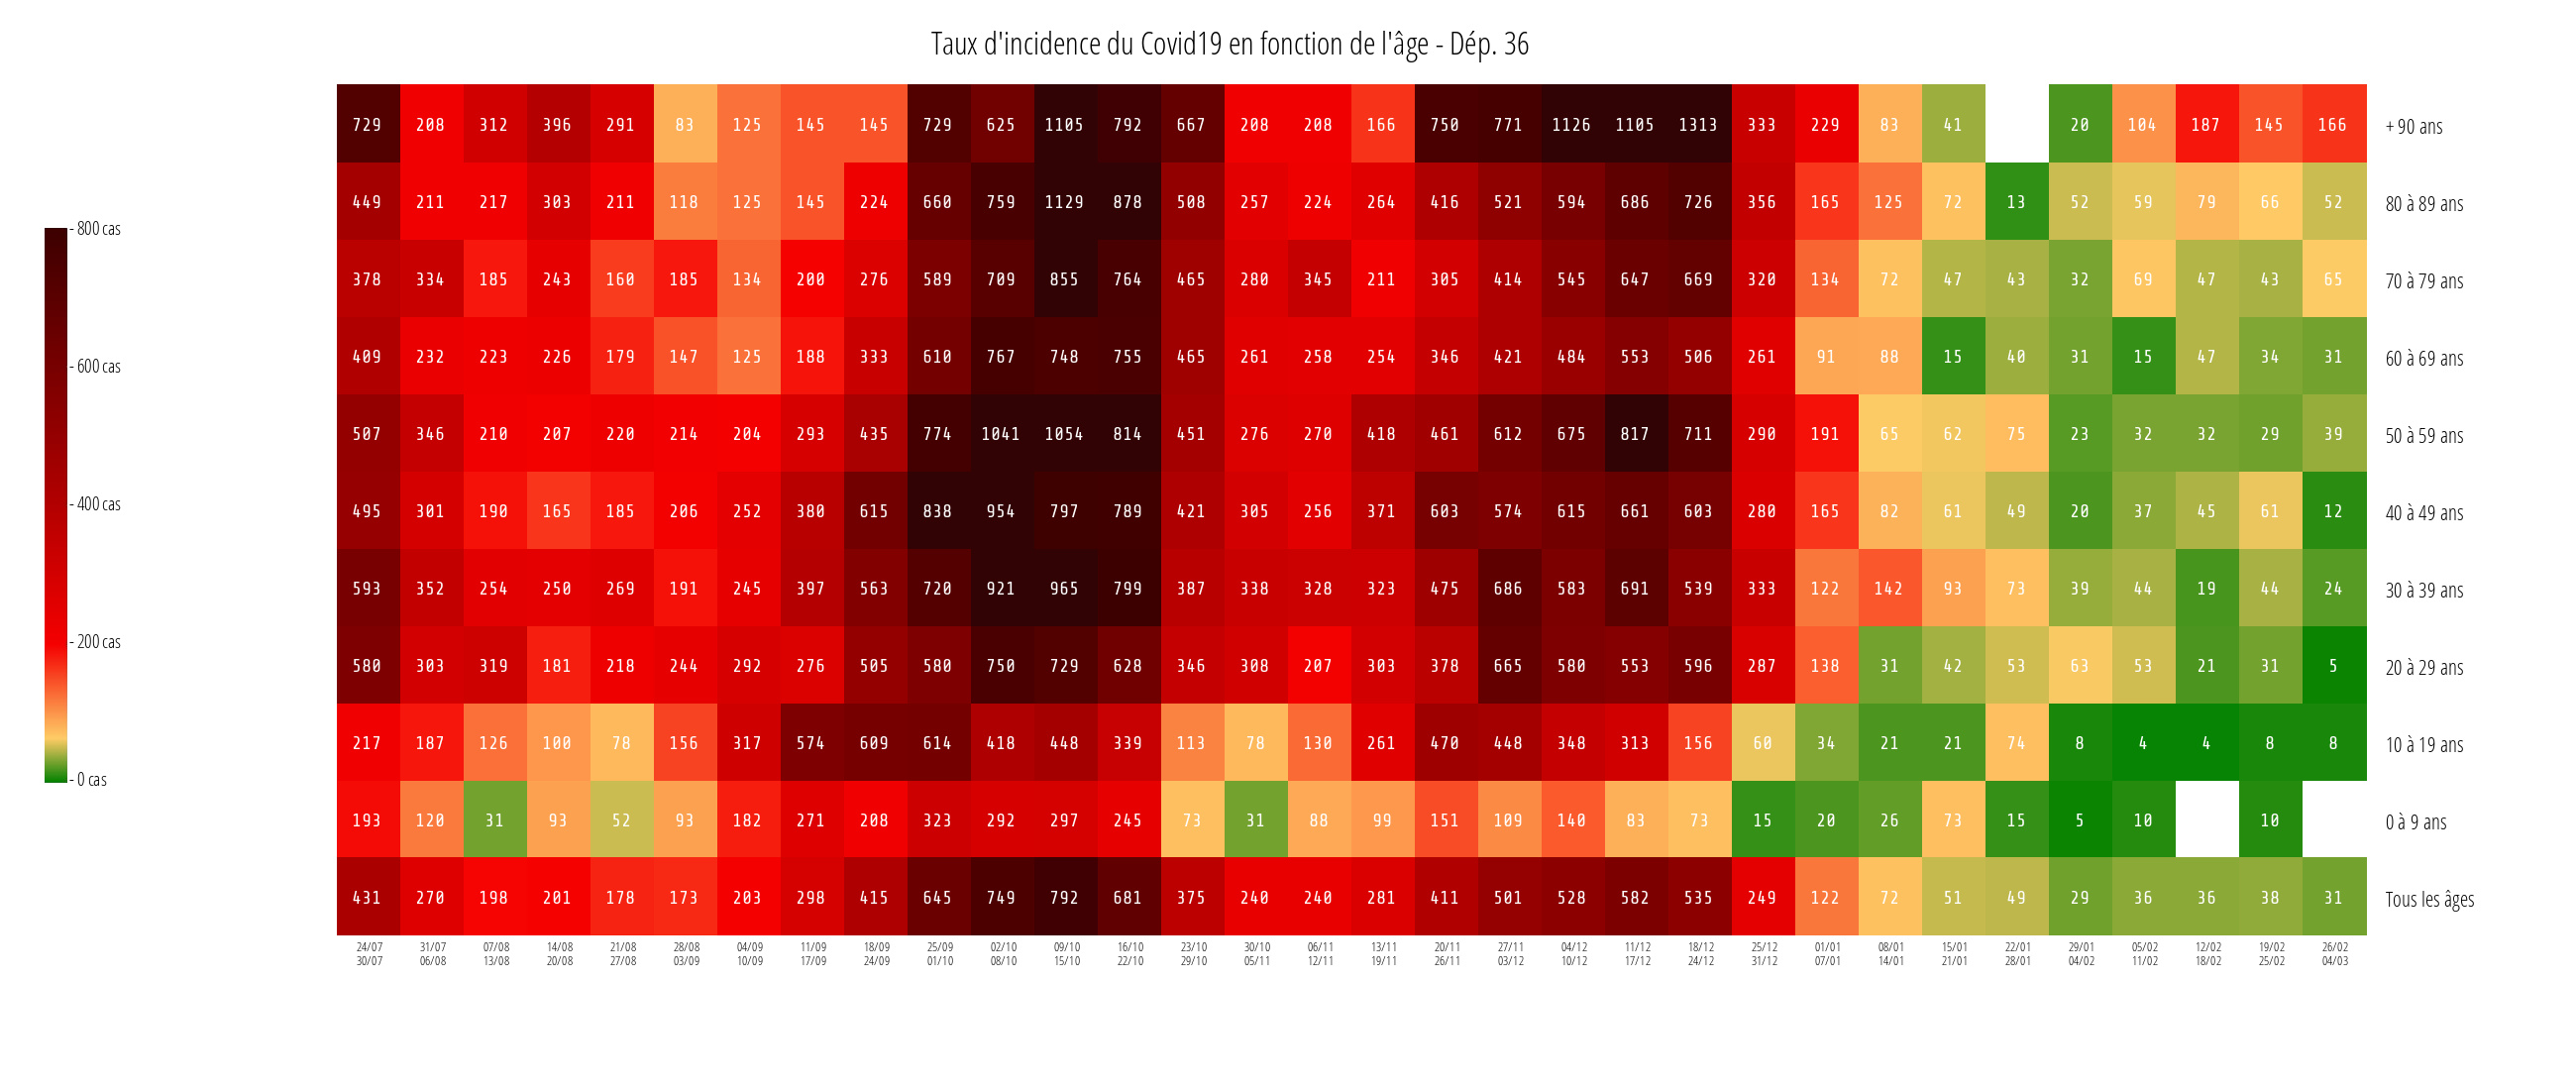 Taux d'incidence du Covid19 en fonction de l'âge - Dép. 36
729 208 312 396 291 83 125 145 145 729 625 1105 792 667 208 208 166 750 771 1126 1105 1313 333 229 83 41 20 104 187 145 166 + 90 ans
449 211 217 303 211 118 125 145 224 660 759 1129 878 508 257 224 264 416 521 594 686 726 356 165 125 72 13 52 59 79 66 52 80 à 89 ans
- 800 cas
378 334 185 243 160 185 134 200 276 589 709 855 764 465 280 345 211 305 414 545 647 669 320 134 72 47 43 32 69 47 43 65 70 à 79 ans
409 232 223 226 179 147 125 188 333 610 767 748 755 465 261 258 254 346 421 484 553 506 261 91 88 15 40 31 15 47 34 31 60 à 69 ans
- 600 cas
507 346 210 207 220 214 204 293 435 774 1041 1054 814 451 276 270 418 461 612 675 817 711 290 191 65 62 75 23 32 32 29 39 50 à 59 ans
- 400 cas
495 301 190 165 185 206 252 380 615 838 954 797 789 421 305 256 371 603 574 615 661 603 280 165 82 61 49 20 37 45 61 12 40 à 49 ans
593 352 254 250 269 191 245 397 563 720 921 965 799 387 338 328 323 475 686 583 691 539 333 122 142 93 73 39 44 19 44 24 30 à 39 ans
- 200 cas
580 303 319 181 218 244 292 276 505 580 750 729 628 346 308 207 303 378 665 580 553 596 287 138 31 42 53 63 53 21 31 5 20 à 29 ans
217 187 126 100 78 156 317 574 609 614 418 448 339 113 78 130 261 470 448 348 313 156 60 34 21 21 74 8 4 4 8 8 10 à 19 ans
- 0 cas
193 120 31 93 52 93 182 271 208 323 292 297 245 73 31 88 99 151 109 140 83 73 15 20 26 73 15 5 10 10 0 à 9 ans
431 270 198 201 178 173 203 298 415 645 749 792 681 375 240 240 281 411 501 528 582 535 249 122 72 51 49 29 36 36 38 31 Tous les âges
24/07 31/07 07/08 14/08 21/08 28/08 04/09 11/09 18/09 25/09 02/10 09/10 16/10 23/10 30/10 06/11 13/11 20/11 27/11 04/12 11/12 18/12 25/12 01/01 08/01 15/01 22/01 29/01 05/02 12/02 19/02 26/02
30/07 06/08 13/08 20/08 27/08 03/09 10/09 17/09 24/09 01/10 08/10 15/10 22/10 29/10 05/11 12/11 19/11 26/11 03/12 10/12 17/12 24/12 31/12 07/01 14/01 21/01 28/01 04/02 11/02 18/02 25/02 04/03